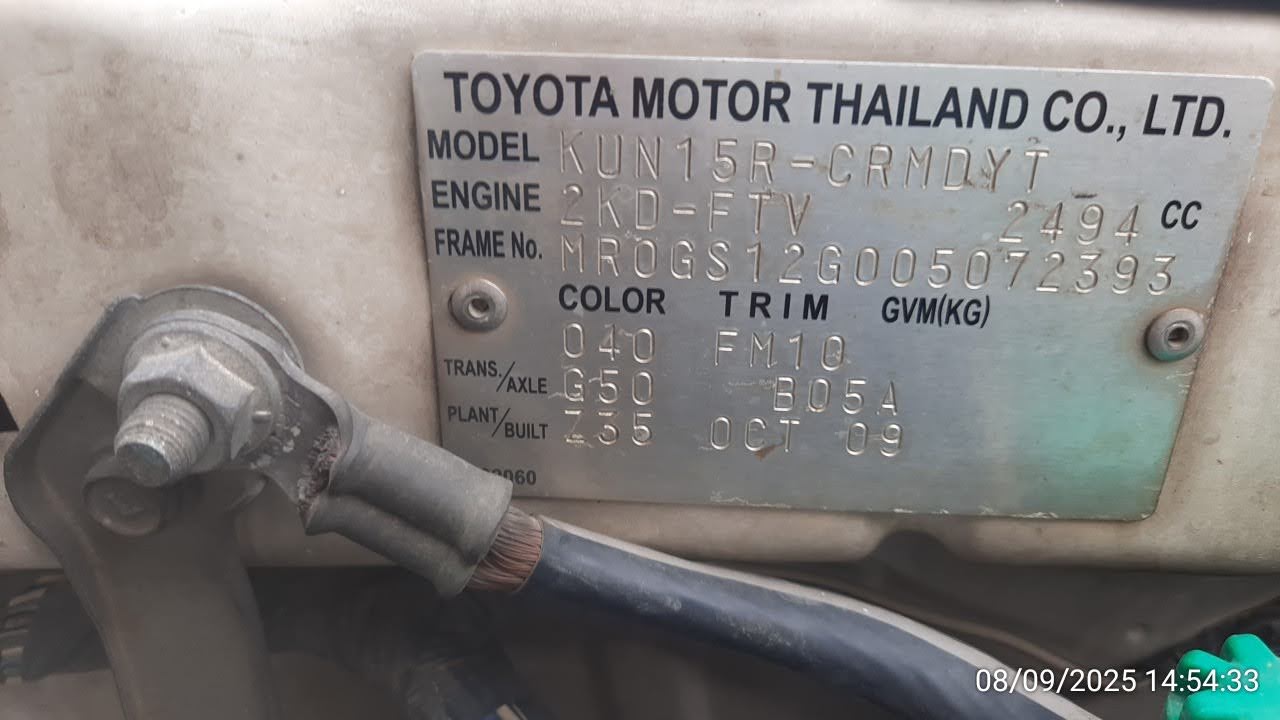 TOYOTA MOTOR THAILAND CO., LTD.
MODEL KUN15R-CRMDYT
ENGINE 2KD-FTV 2494 CC
FRAME No. MR0GS12G005072393
COLOR TRIM GVM(KG)
040 FM10
TRANS./AXLE G50 B05A
PLANT/BUILT Z35 OCT 09
08/09/2025 14:54:33